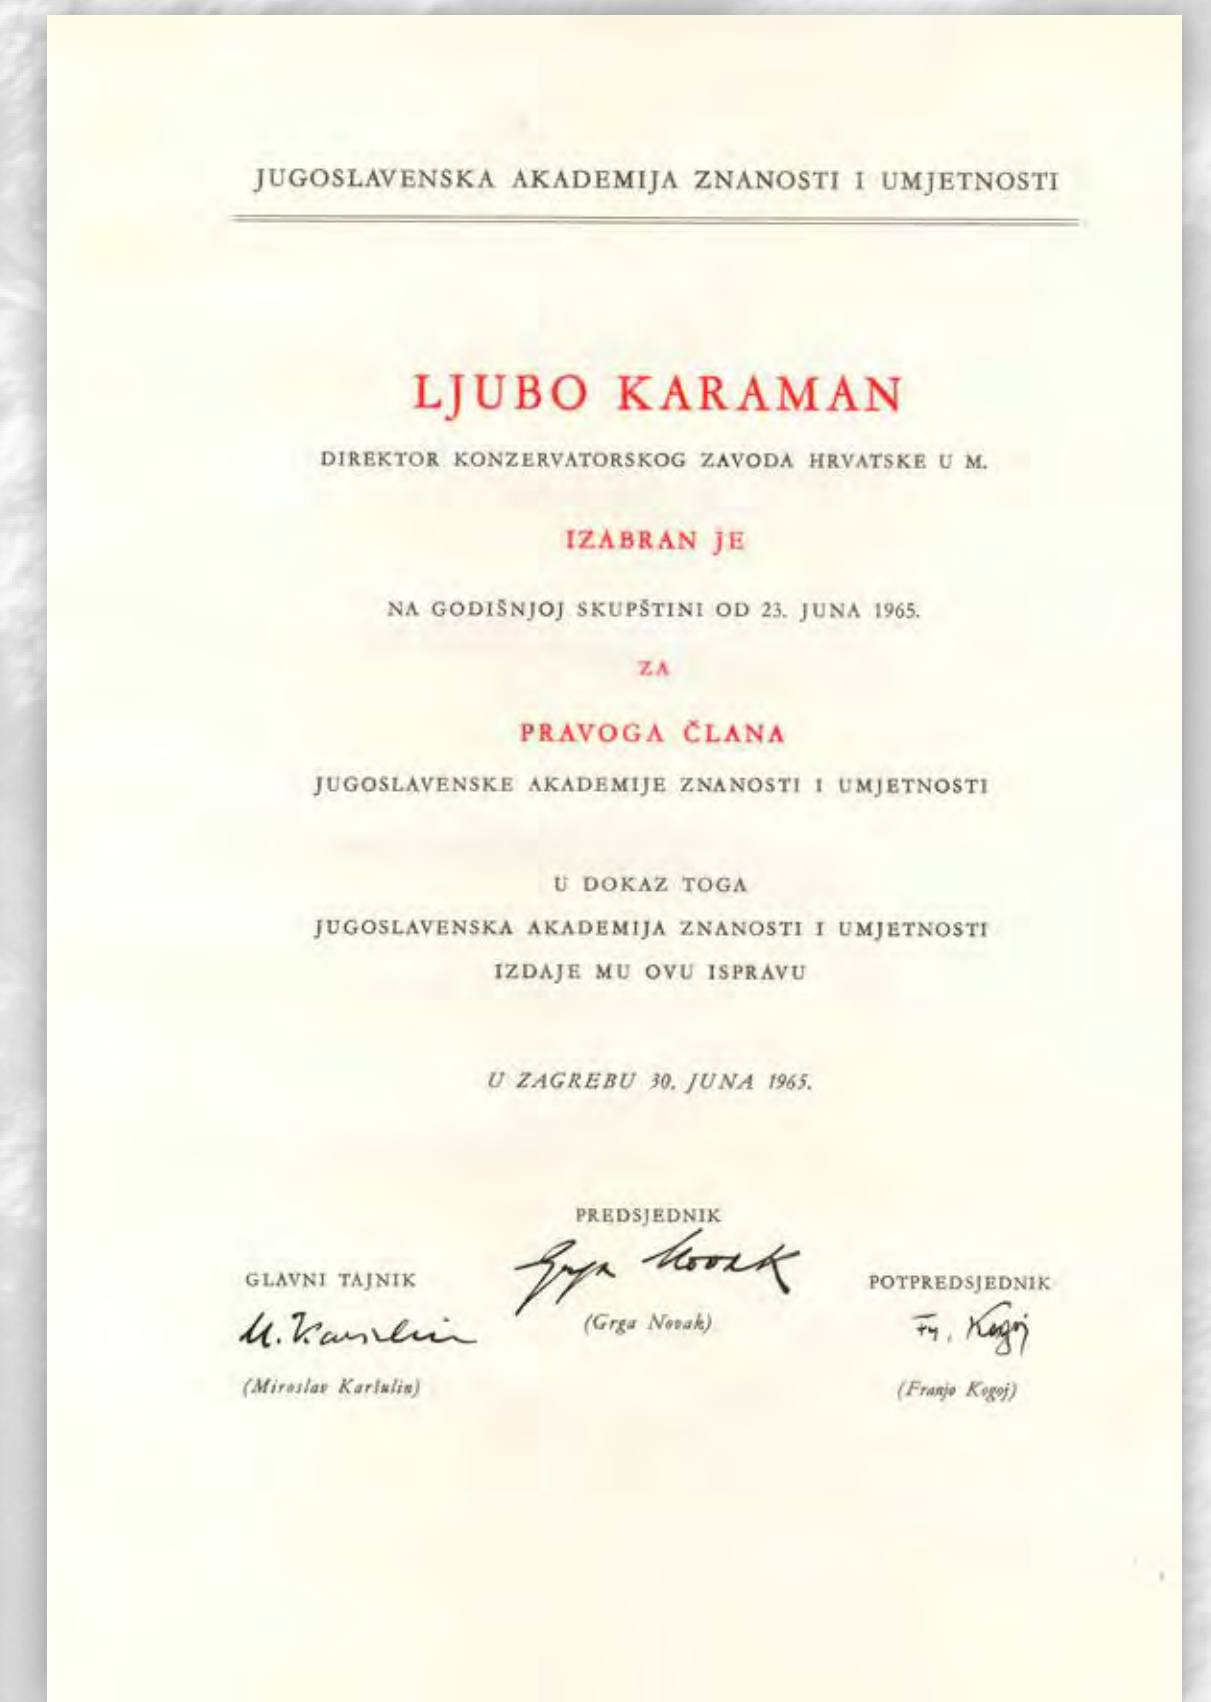 JUGOSLAVENSKA AKADEMIJA ZNANOSTI I UMJETNOSTI
LJUBO KARAMAN
DIREKTOR KONZERVATORSKOG ZAVODA HRVATSKE U M.
IZABRAN JE
NA GODIŠNJOJ SKUPŠTINI OD 23. JUNA 1965.
ZA
PRAVOGA ČLANA
JUGOSLAVENSKE AKADEMIJE ZNANOSTI I UMJETNOSTI
U DOKAZ TOGA
JUGOSLAVENSKA AKADEMIJA ZNANOSTI I UMJETNOSTI
IZDAJE MU OVU ISPRAVU
U ZAGREBU 30. JUNA 1965.
PREDSJEDNIK
Grga Novak
(Grga Novak)
GLAVNI TAJNIK
M. Karšulin
(Miroslav Karšulin)
POTPREDSJEDNIK
Fr. Kogoj
(Franjo Kogoj)